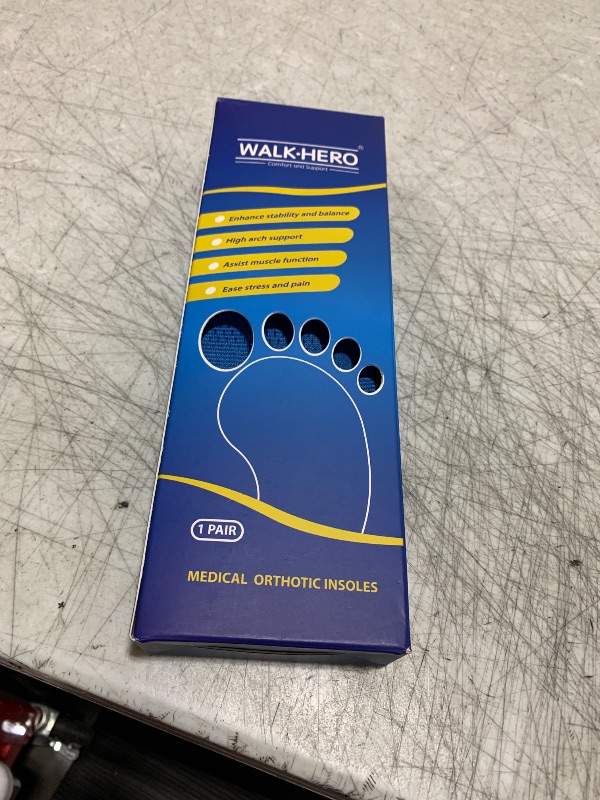 WALK·HERO®
Comfort and Support
Enhance stability and balance
High arch support
Assist muscle function
Ease stress and pain
1 PAIR
MEDICAL ORTHOTIC INSOLES